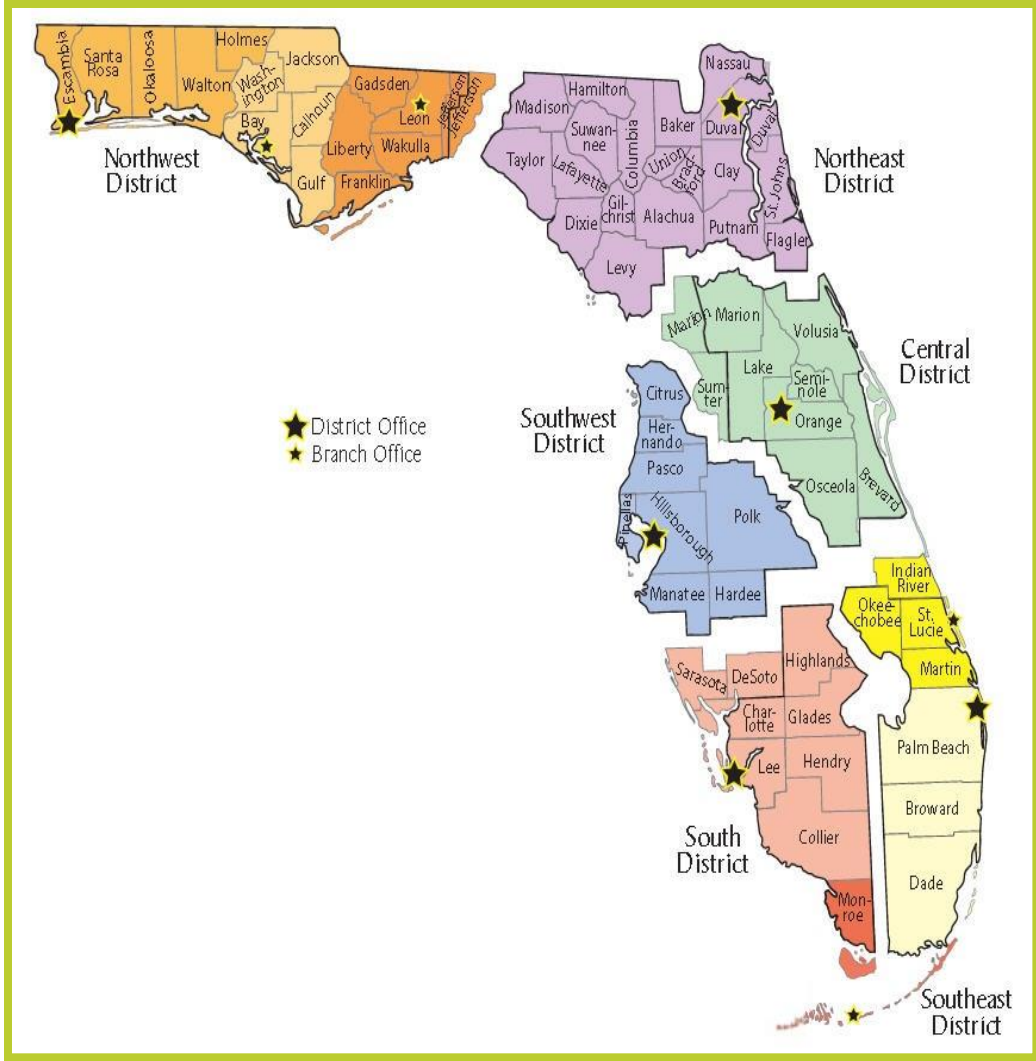 Escambia
Santa
Rosa
Okaloosa
Walton
Holmes
Jackson
Wash-
ington
Bay
Calhoun
Gulf
Gadsden
Leon
Liberty
Wakulla
Franklin
Jefferson
Jefferson
Northwest
District
Nassau
Hamilton
Madison
Suwan-
nee
Columbia
Baker
Duval
Duval
Taylor
Lafayette
Union
Brad-
ford
Clay
St. Johns
Gil-
christ
Dixie
Alachua
Putnam
Flagler
Levy
Northeast
District
Marion
Marion
Volusia
Lake
Sum-
ter
Semi-
nole
Orange
Osceola
Brevard
Central
District
Citrus
Her-
nando
Pasco
Pinellas
Hillsborough
Polk
Manatee
Hardee
Southwest
District
District Office
Branch Office
Indian
River
Okee-
chobee
St.
Lucie
Martin
Palm Beach
Broward
Dade
Sarasota
DeSoto
Highlands
Char-
lotte
Glades
Lee
Hendry
Collier
Mon-
roe
South
District
Southeast
District